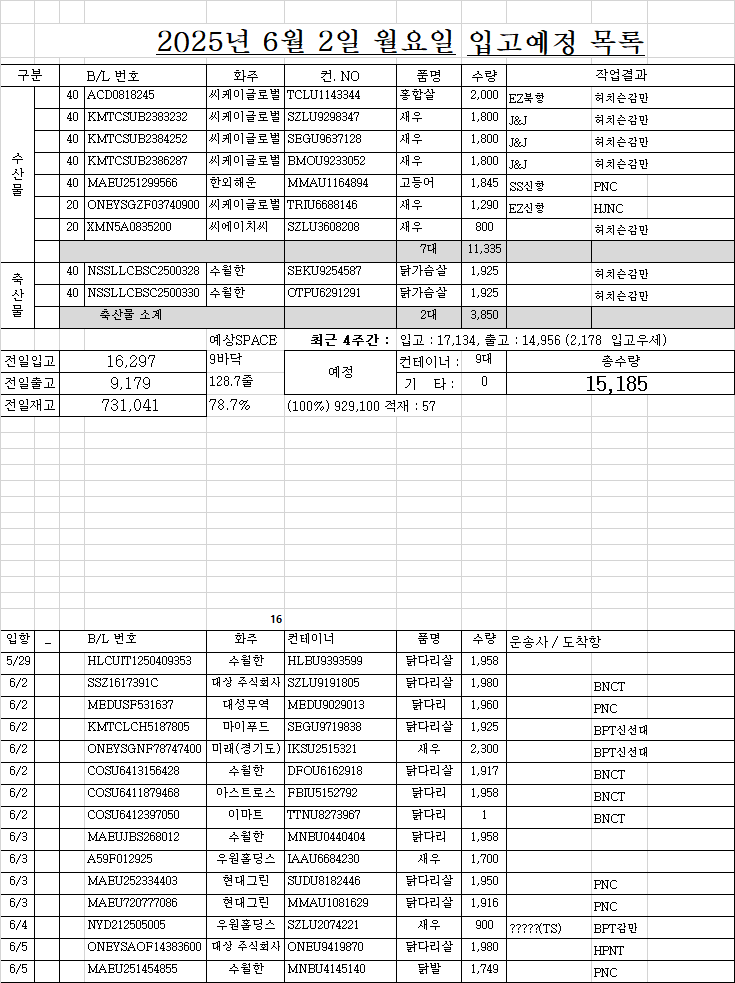 2025년 6월 2일 월요일 입고예정 목록
구분 B/L 번호 화주 컨. NO 품명 수량 작업결과
수산물
40 ACD0818245 씨케이글로벌 TCLU1143344 홍합살 2,000 EZ북항 허치슨감만
40 KMTCSUB2383232 씨케이글로벌 SZLU9298347 새우 1,800 J&J 허치슨감만
40 KMTCSUB2384252 씨케이글로벌 SEGU9637128 새우 1,800 J&J 허치슨감만
40 KMTCSUB2386287 씨케이글로벌 BMOU9233052 새우 1,800 J&J 허치슨감만
40 MAEU251299566 한외해운 MMAU1164894 고등어 1,845 SS신항 PNC
20 ONEYSGZF03740900 씨케이글로벌 TRIU6688146 새우 1,290 EZ신항 HJNC
20 XMN5A0835200 씨에이치씨 SZLU3608208 새우 800 허치슨감만
7대 11,335
축산물
40 NSSLLCBSC2500328 수월한 SEKU9254587 닭가슴살 1,925 허치슨감만
40 NSSLLCBSC2500330 수월한 OTPU6291291 닭가슴살 1,925 허치슨감만
축산물 소계 2대 3,850
예상SPACE 최근 4주간 : 입고 : 17,134, 출고 : 14,956 (2,178 입고우세)
전일입고 16,297 9바닥 예정 컨테이너 : 9대 총수량
전일출고 9,179 128.7줄 기 타 : 0 15,185
전일재고 731,041 78.7% (100%) 929,100 적재 : 57
16
입항 _ B/L 번호 화주 컨테이너 품명 수량 운송사 / 도착항
5/29 HLCUIT1250409353 수월한 HLBU9393599 닭다리살 1,958
6/2 SSZ1617391C 대상 주식회사 SZLU9191805 닭다리살 1,980 BNCT
6/2 MEDUSF531637 대성무역 MEDU9029013 닭다리 1,960 PNC
6/2 KMTCLCH5187805 마이푸드 SEGU9719838 닭다리살 1,925 BPT신선대
6/2 ONEYSGNF78747400 미래(경기도) IKSU2515321 새우 2,300 BPT신선대
6/2 COSU6413156428 수월한 DFOU6162918 닭다리살 1,917 BNCT
6/2 COSU6411879468 아스트로스 FBIU5152792 닭다리 1,958 BNCT
6/2 COSU6412397050 이마트 TTNU8273967 닭다리 1 BNCT
6/3 MAEUJBS268012 수월한 MNBU0440404 닭다리 1,958
6/3 A59F012925 우원홀딩스 IAAU6684230 새우 1,700
6/3 MAEU252334403 현대그린 SUDU8182446 닭다리살 1,950 PNC
6/3 MAEU720777086 현대그린 MMAU1081629 닭다리살 1,916 PNC
6/4 NYD212505005 우원홀딩스 SZLU2074221 새우 900 ?????(TS) BPT감만
6/5 ONEYSAOF14383600 대상 주식회사 ONEU9419870 닭다리살 1,980 HPNT
6/5 MAEU251454855 수월한 MNBU4145140 닭발 1,749 PNC